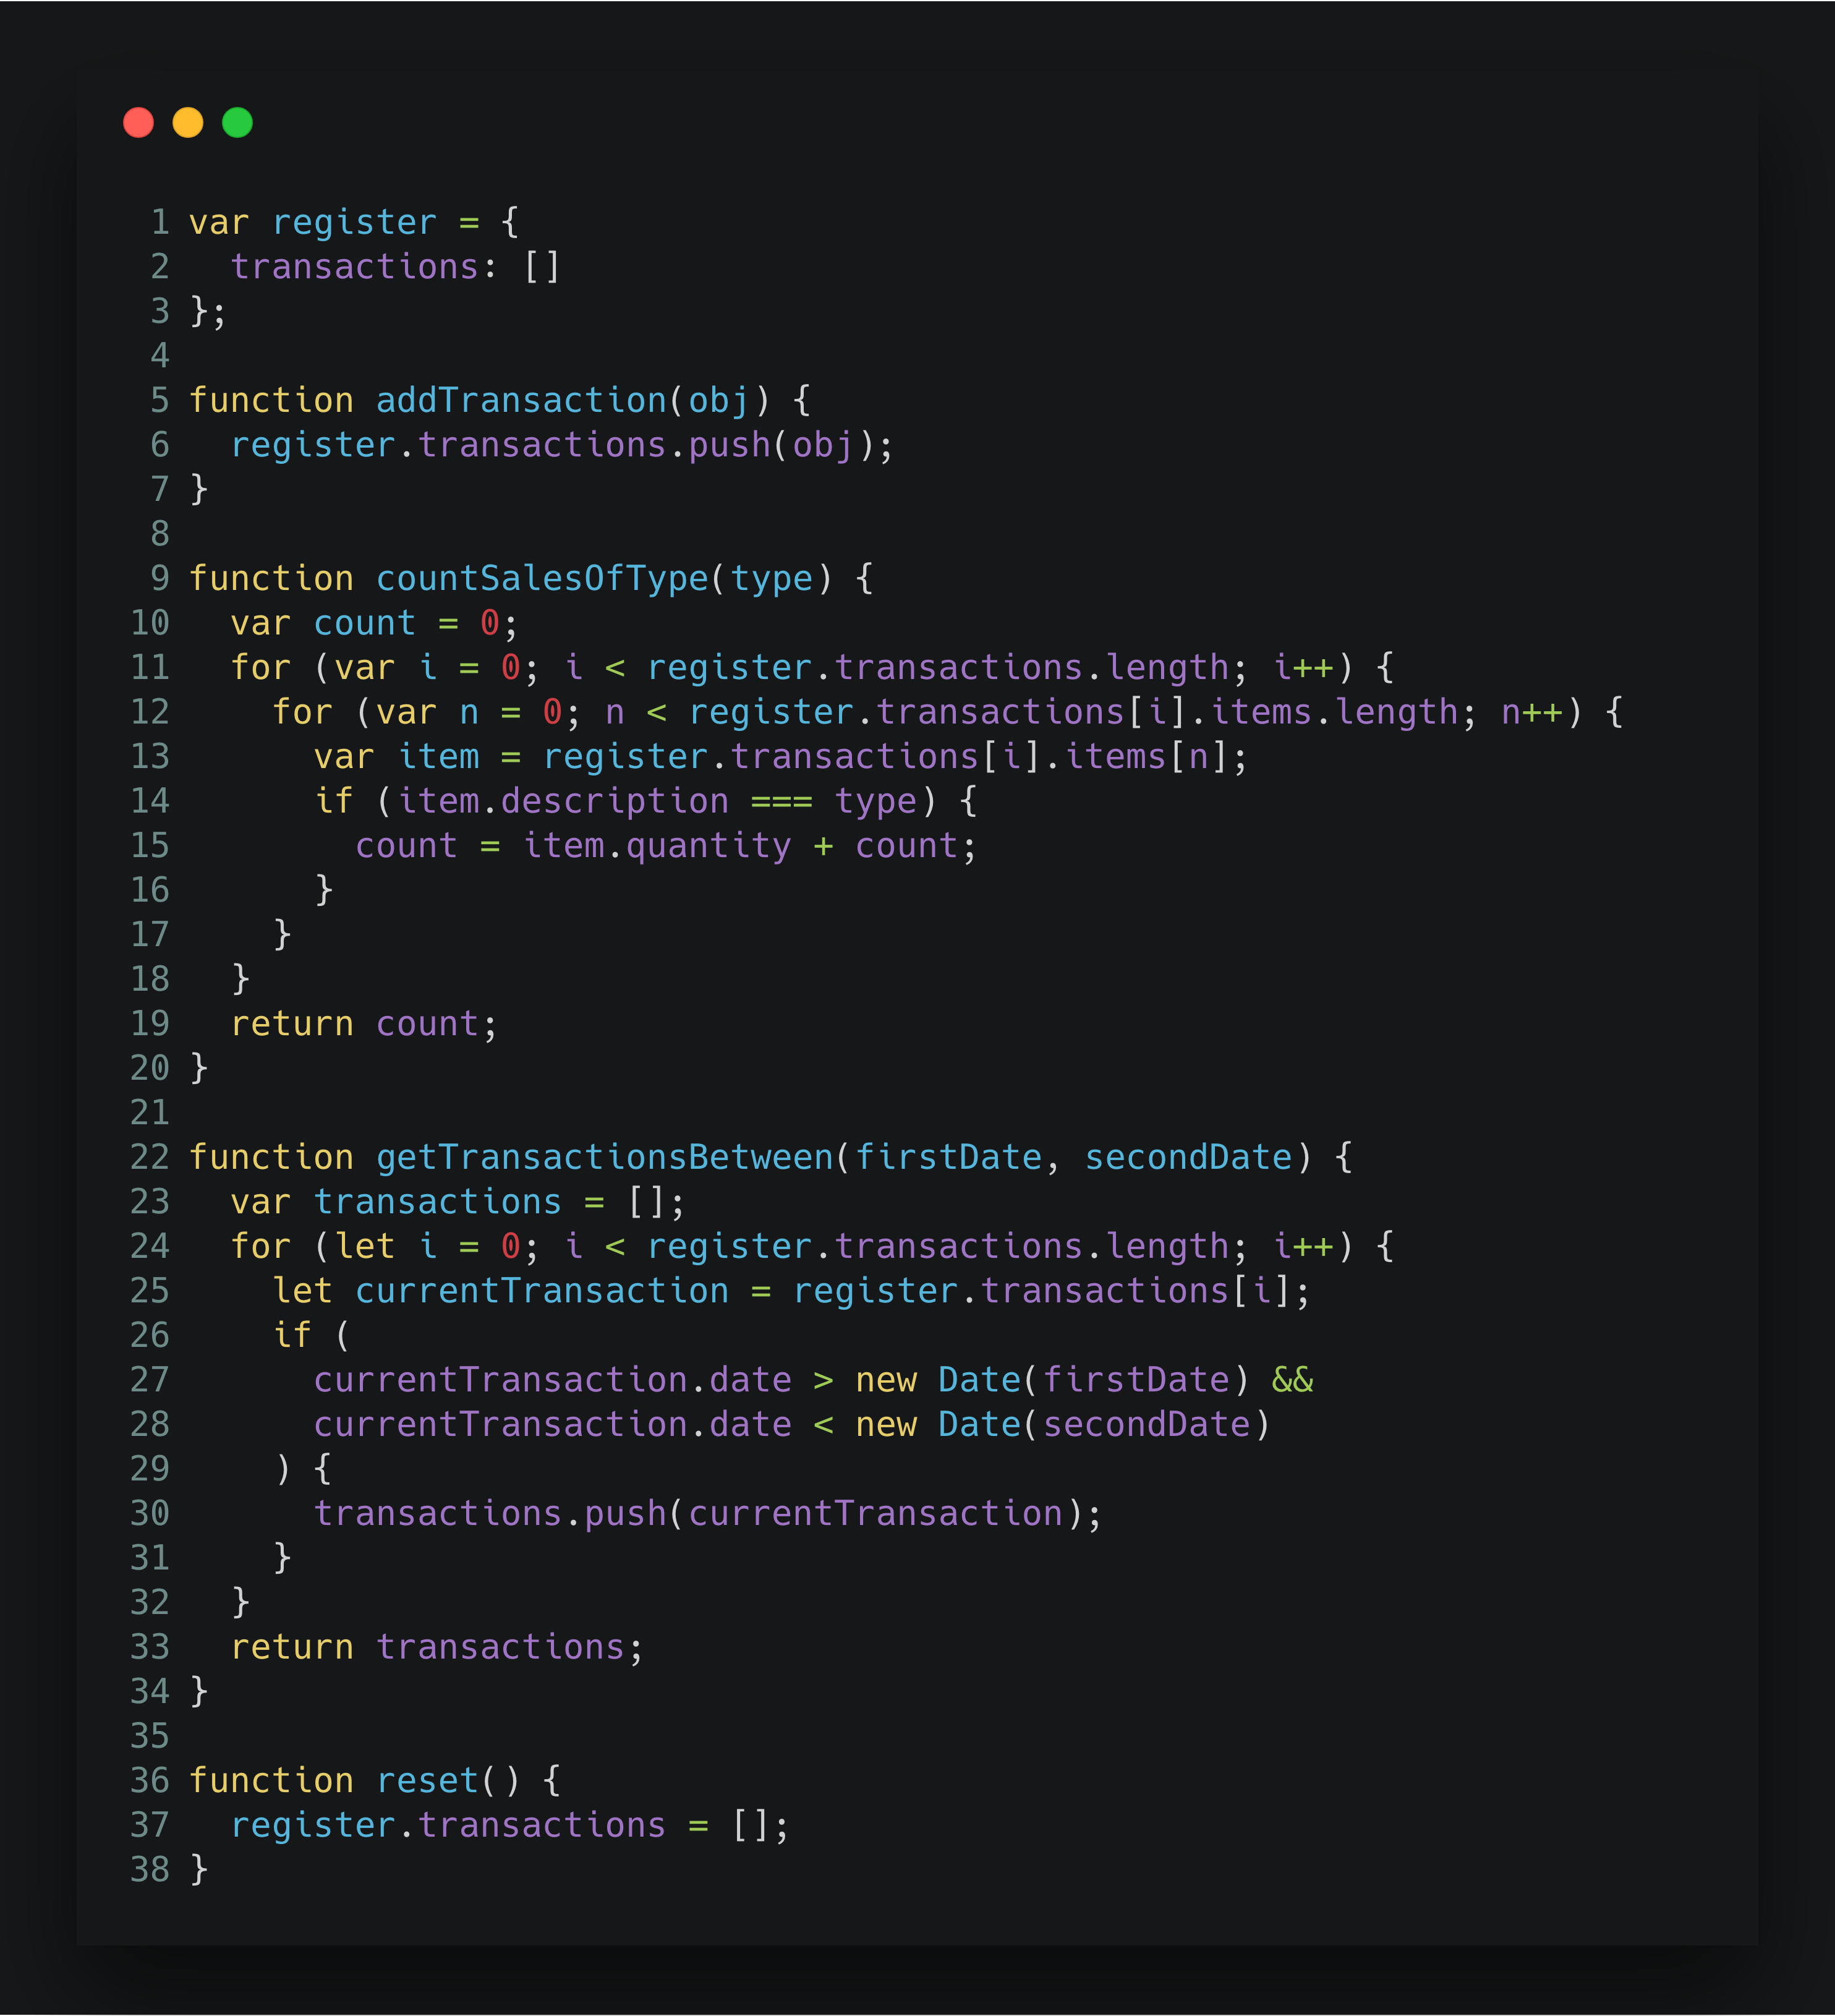 1 var register = {
2   transactions: []
3 };
4
5 function addTransaction(obj) {
6   register.transactions.push(obj);
7 }
8
9 function countSalesOfType(type) {
10   var count = 0;
11   for (var i = 0; i < register.transactions.length; i++) {
12     for (var n = 0; n < register.transactions[i].items.length; n++) {
13       var item = register.transactions[i].items[n];
14       if (item.description === type) {
15         count = item.quantity + count;
16       }
17     }
18   }
19   return count;
20 }
21
22 function getTransactionsBetween(firstDate, secondDate) {
23   var transactions = [];
24   for (let i = 0; i < register.transactions.length; i++) {
25     let currentTransaction = register.transactions[i];
26     if (
27       currentTransaction.date > new Date(firstDate) &&
28       currentTransaction.date < new Date(secondDate)
29     ) {
30       transactions.push(currentTransaction);
31     }
32   }
33   return transactions;
34 }
35
36 function reset() {
37   register.transactions = [];
38 }